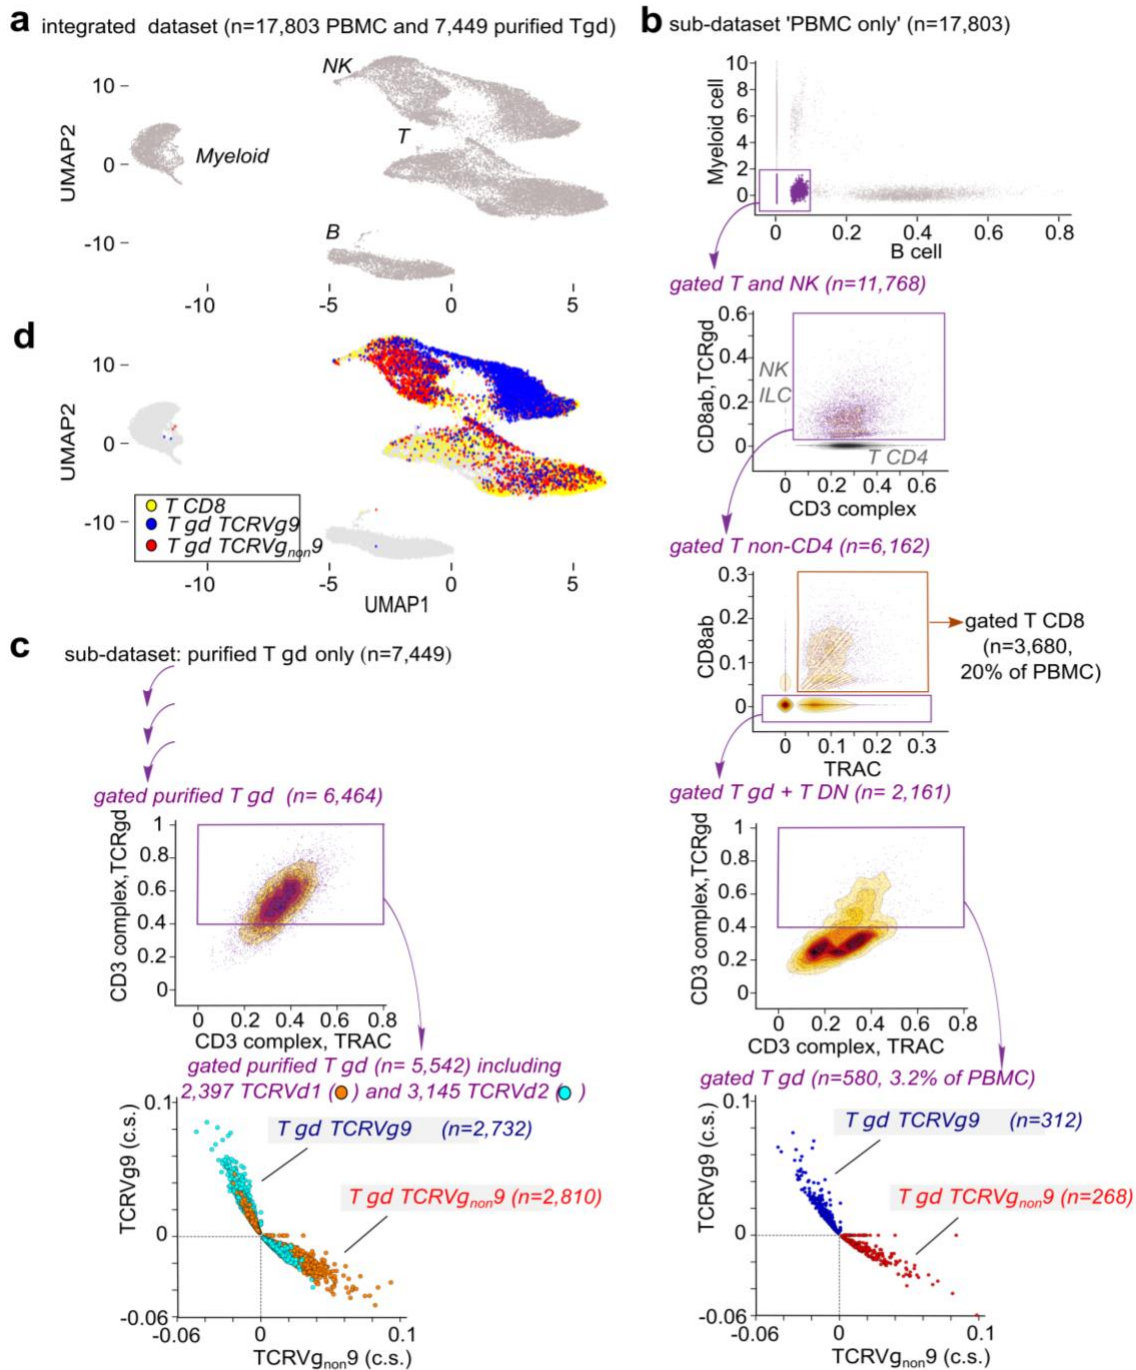 a integrated dataset (n=17,803 PBMC and 7,449 purified Tgd)
NK
10
T
UMAP2
0
Myeloid
-10
B
-10 -5 0 5
b sub-dataset 'PBMC only' (n=17,803)
Myeloid cell
10
8
6
4
2
0
0 0.2 0.4 0.6 0.8
B cell
gated T and NK (n=11,768)
CD8ab,TCRgd
0.6
0.4
0.2
0
NK
ILC
T CD4
0 0.2 0.4 0.6
CD3 complex
gated T non-CD4 (n=6,162)
CD8ab
0.3
0.2
0.1
0
0 0.1 0.2 0.3
TRAC
gated T CD8
(n=3,680,
20% of PBMC)
gated T gd + T DN (n= 2,161)
CD3 complex,TCRgd
1
0.8
0.6
0.4
0.2
0
0 0.2 0.4 0.6 0.8
CD3 complex, TRAC
gated T gd (n=580, 3.2% of PBMC)
TCRVg9 (c.s.)
0.1
0
-0.06
T gd TCRVg9 (n=312)
T gd TCRVgnon9 (n=268)
-0.06 0 0.1
TCRVgnon9 (c.s.)
d
UMAP2
10
0
-10
T CD8
T gd TCRVg9
T gd TCRVgnon9
-10 -5 0 5
UMAP1
c sub-dataset: purified T gd only (n=7,449)
gated purified T gd (n= 6,464)
CD3 complex,TCRgd
1
0.8
0.6
0.4
0.2
0
0 0.2 0.4 0.6 0.8
CD3 complex, TRAC
gated purified T gd (n= 5,542) including
2,397 TCRVd1 ( ) and 3,145 TCRVd2 ( )
TCRVg9 (c.s.)
0.1
0
-0.06
T gd TCRVg9 (n=2,732)
T gd TCRVgnon9 (n=2,810)
-0.06 0 0.1
TCRVgnon9 (c.s.)